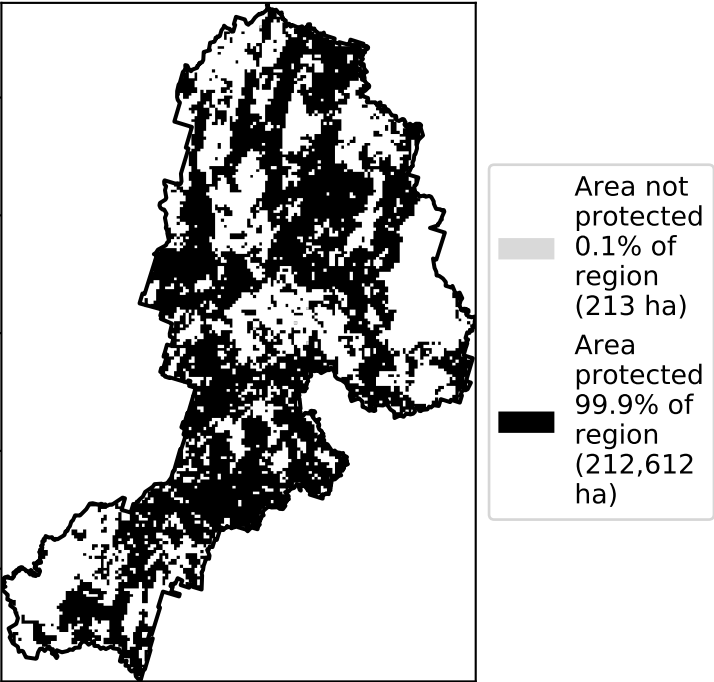 Area not
protected
0.1% of
region
(213 ha)
Area
protected
99.9% of
region
(212,612
ha)